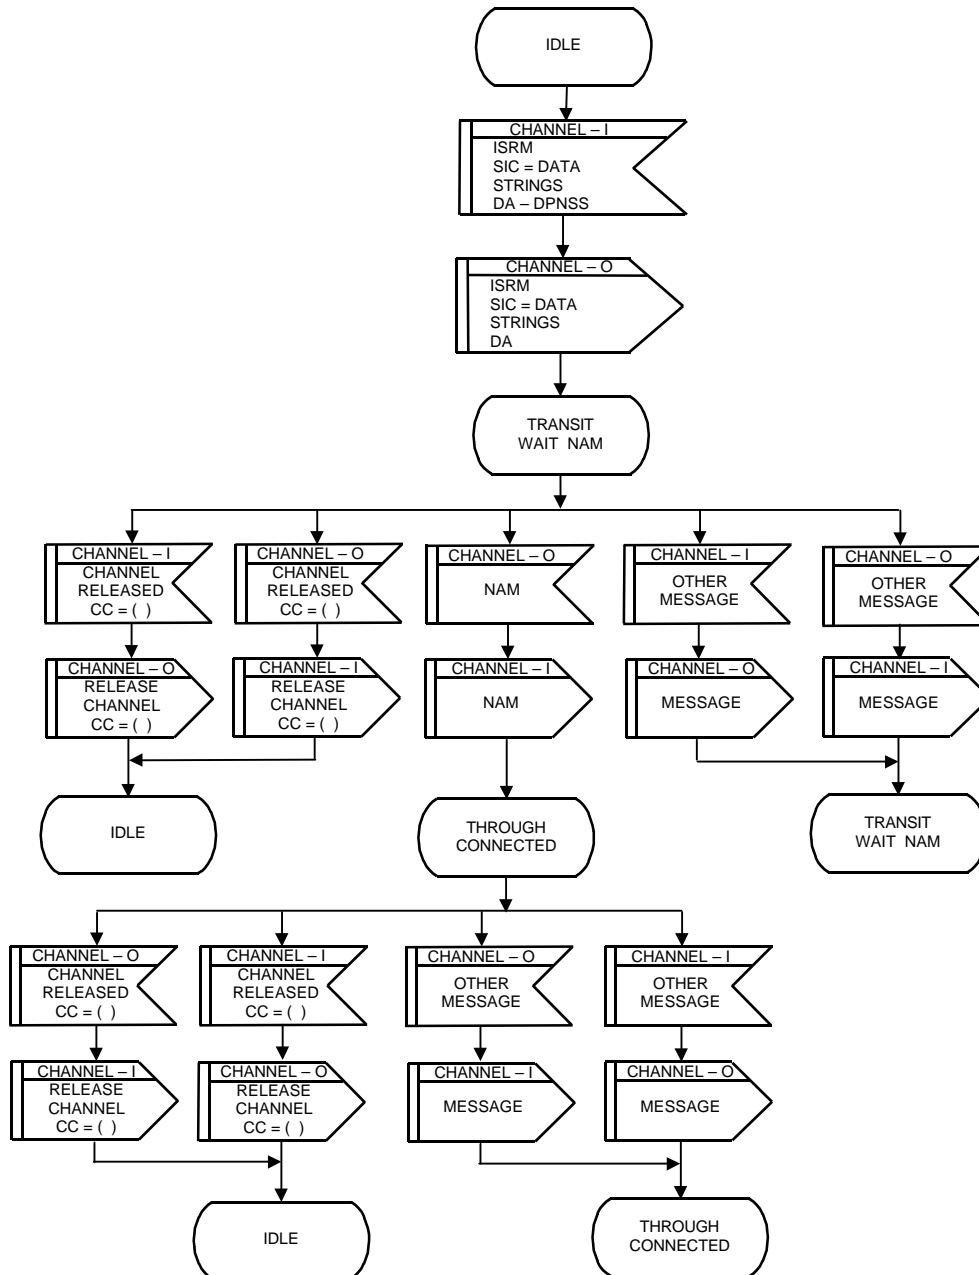 IDLE
CHANNEL – I
ISRM
SIC = DATA
STRINGS
DA – DPNSS
CHANNEL – O
ISRM
SIC = DATA
STRINGS
DA
TRANSIT
WAIT NAM
CHANNEL – I
CHANNEL
RELEASED
CC = ( )
CHANNEL – O
CHANNEL
RELEASED
CC = ( )
CHANNEL – O
NAM
CHANNEL – I
OTHER
MESSAGE
CHANNEL – O
OTHER
MESSAGE
CHANNEL – O
RELEASE
CHANNEL
CC = ( )
CHANNEL – I
RELEASE
CHANNEL
CC = ( )
CHANNEL – I
NAM
CHANNEL – O
MESSAGE
CHANNEL – I
MESSAGE
IDLE
THROUGH
CONNECTED
TRANSIT
WAIT NAM
CHANNEL – O
CHANNEL
RELEASED
CC = ( )
CHANNEL – I
CHANNEL
RELEASED
CC = ( )
CHANNEL – O
OTHER
MESSAGE
CHANNEL – I
OTHER
MESSAGE
CHANNEL – I
RELEASE
CHANNEL
CC = ( )
CHANNEL – O
RELEASE
CHANNEL
CC = ( )
CHANNEL – I
MESSAGE
CHANNEL – O
MESSAGE
IDLE
THROUGH
CONNECTED